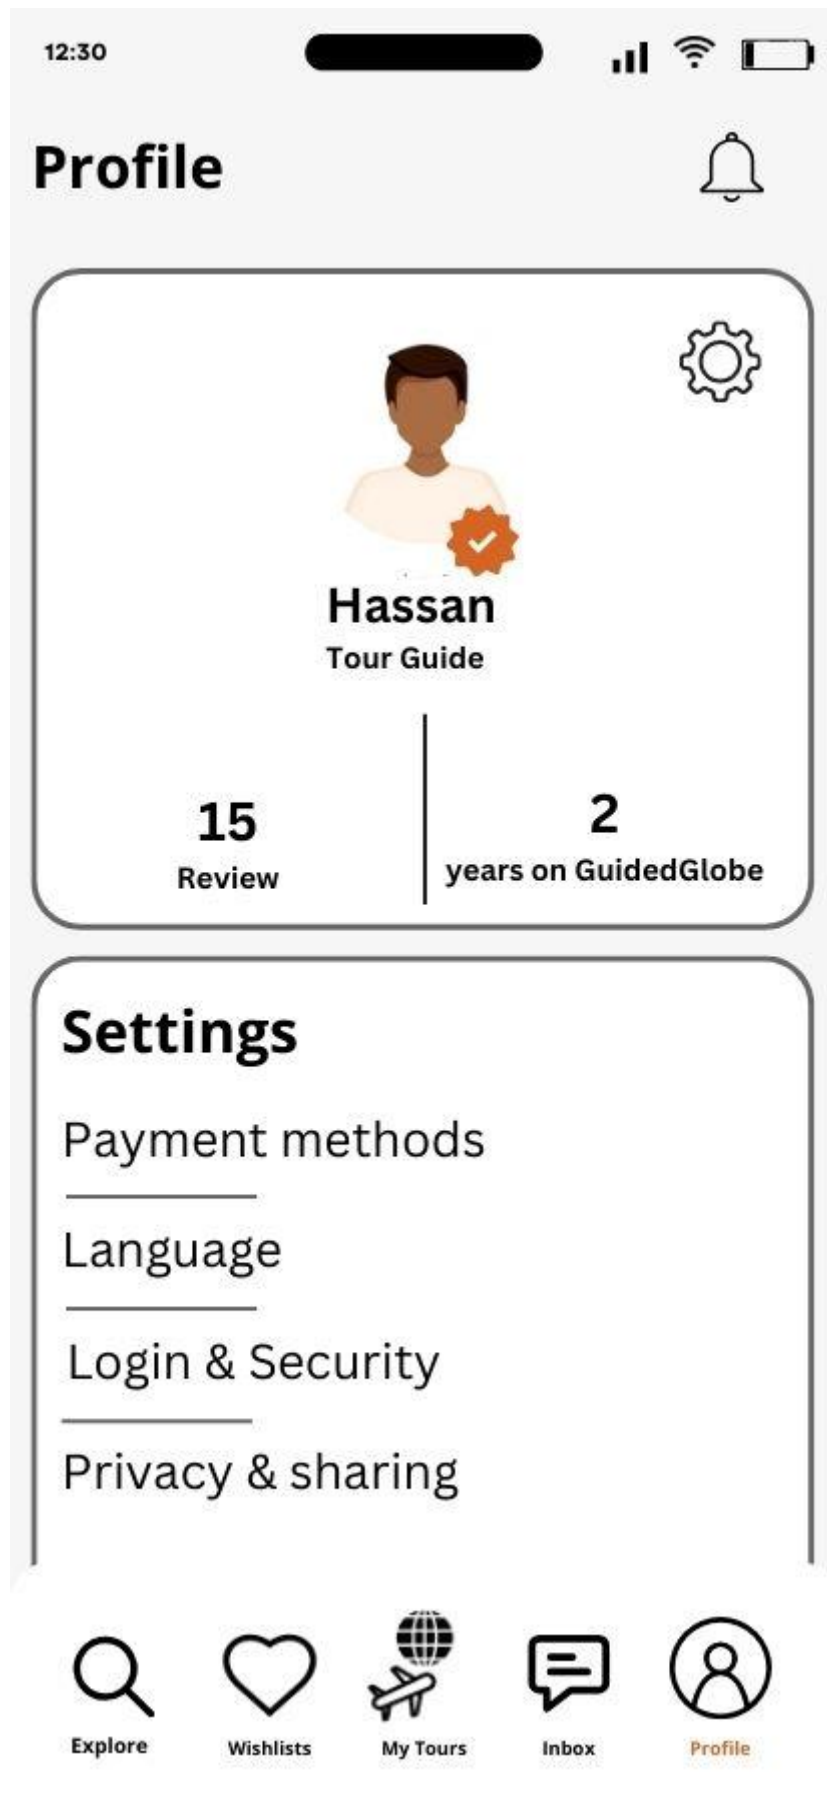 12:30
Profile
Hassan
Tour Guide
15
Review
2
years on GuidedGlobe
Settings
Payment methods
Language
Login & Security
Privacy & sharing
Explore
Wishlists
My Tours
Inbox
Profile